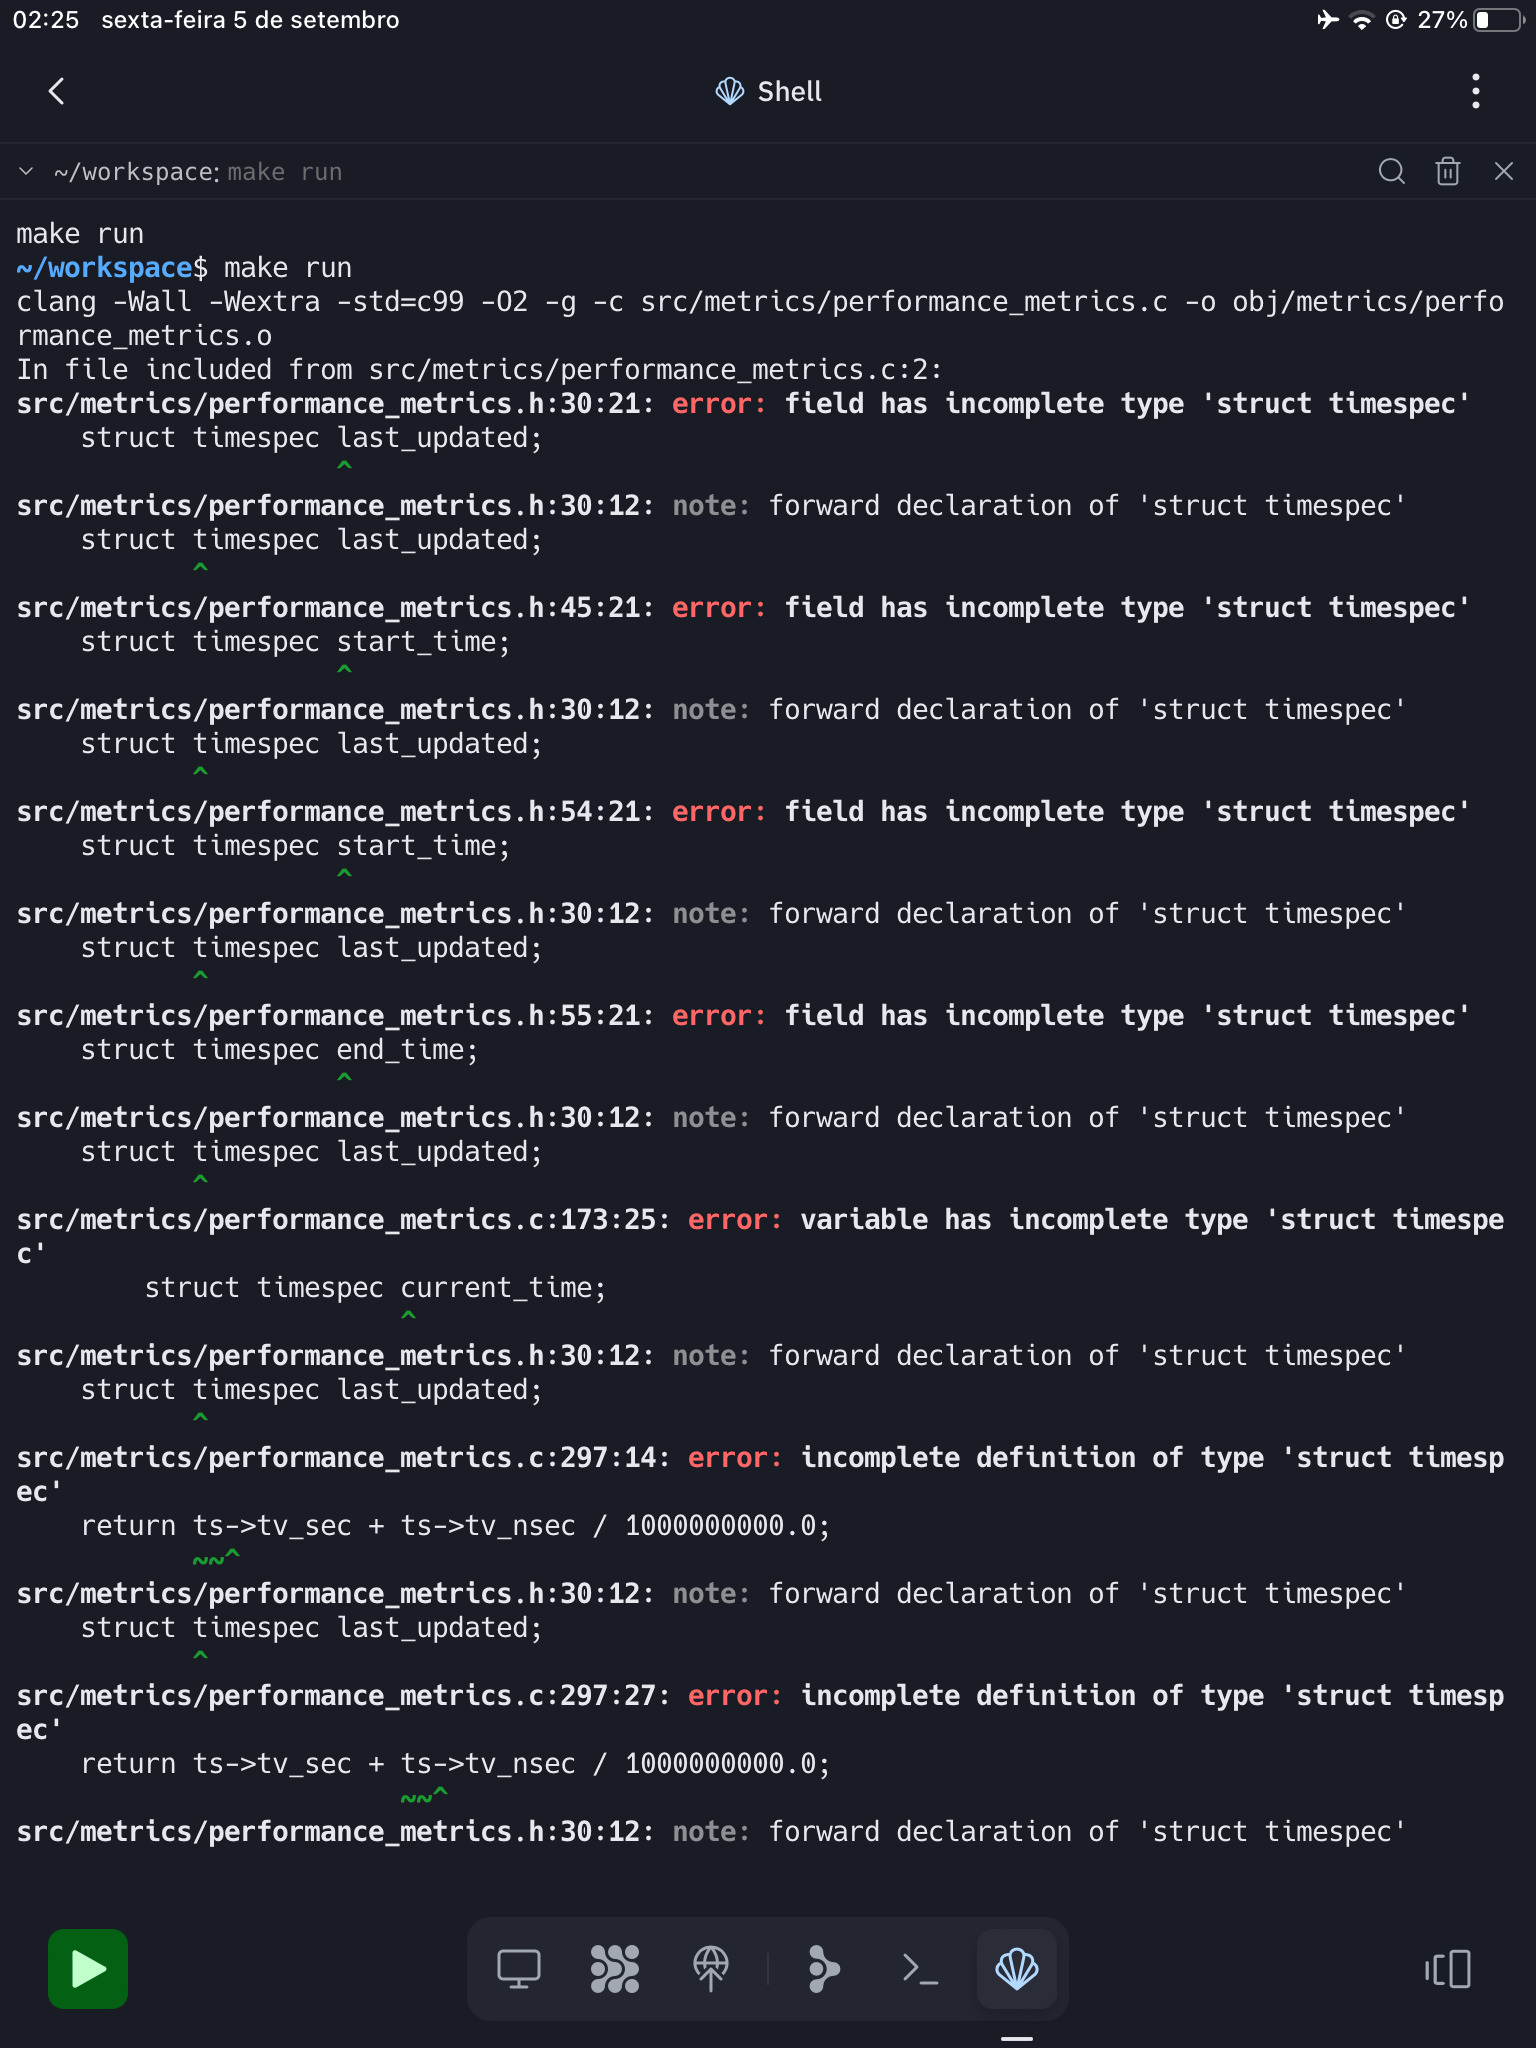 02:25 sexta-feira 5 de setembro 27%
Shell
~/workspace: make run
make run
~/workspace$ make run
clang -Wall -Wextra -std=c99 -O2 -g -c src/metrics/performance_metrics.c -o obj/metrics/perfo
rmance_metrics.o
In file included from src/metrics/performance_metrics.c:2:
src/metrics/performance_metrics.h:30:21: error: field has incomplete type 'struct timespec'
    struct timespec last_updated;
                    ^
src/metrics/performance_metrics.h:30:12: note: forward declaration of 'struct timespec'
    struct timespec last_updated;
           ^
src/metrics/performance_metrics.h:45:21: error: field has incomplete type 'struct timespec'
    struct timespec start_time;
                    ^
src/metrics/performance_metrics.h:30:12: note: forward declaration of 'struct timespec'
    struct timespec last_updated;
           ^
src/metrics/performance_metrics.h:54:21: error: field has incomplete type 'struct timespec'
    struct timespec start_time;
                    ^
src/metrics/performance_metrics.h:30:12: note: forward declaration of 'struct timespec'
    struct timespec last_updated;
           ^
src/metrics/performance_metrics.h:55:21: error: field has incomplete type 'struct timespec'
    struct timespec end_time;
                    ^
src/metrics/performance_metrics.h:30:12: note: forward declaration of 'struct timespec'
    struct timespec last_updated;
           ^
src/metrics/performance_metrics.c:173:25: error: variable has incomplete type 'struct timespe
c'
        struct timespec current_time;
                        ^
src/metrics/performance_metrics.h:30:12: note: forward declaration of 'struct timespec'
    struct timespec last_updated;
           ^
src/metrics/performance_metrics.c:297:14: error: incomplete definition of type 'struct timesp
ec'
    return ts->tv_sec + ts->tv_nsec / 1000000000.0;
           ~~^
src/metrics/performance_metrics.h:30:12: note: forward declaration of 'struct timespec'
    struct timespec last_updated;
           ^
src/metrics/performance_metrics.c:297:27: error: incomplete definition of type 'struct timesp
ec'
    return ts->tv_sec + ts->tv_nsec / 1000000000.0;
                        ~~^
src/metrics/performance_metrics.h:30:12: note: forward declaration of 'struct timespec'